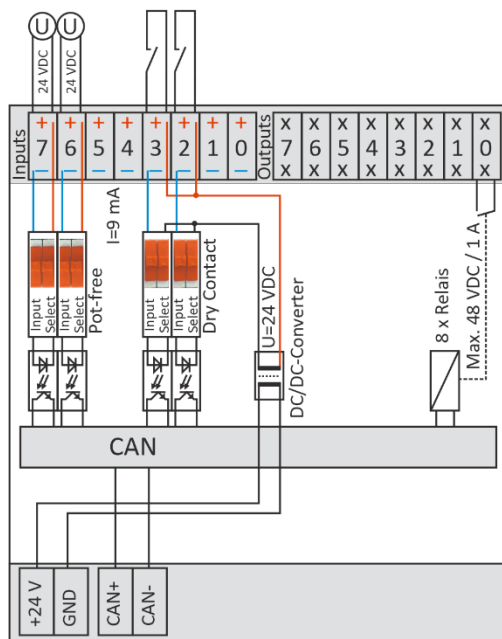 U U
24 VDC 24 VDC
Inputs + + + + + + + + Outputs x x x x x x x x
7 6 5 4 3 2 1 0 7 6 5 4 3 2 1 0
– – – – – – – – x x x x x x x x
I=9 mA
Input Select Input Select
Pot-free
Input Select Input Select
Dry Contact
U=24 VDC
DC/DC-Converter
8 x Relais
Max. 48 VDC / 1 A
CAN
+24 V
GND
CAN+
CAN-